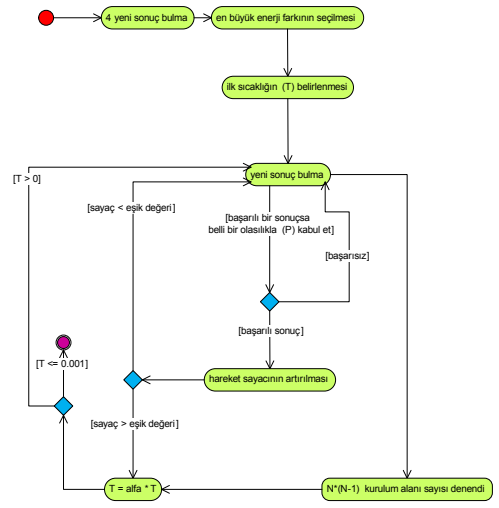 4 yeni sonuç bulma
en büyük enerji farkının seçilmesi
ilk sıcaklığın (T) belirlenmesi
yeni sonuç bulma
[T > 0]
[sayaç < eşik değeri]
[başarılı bir sonuçsa
belli bir olasılıkla (P) kabul et]
[başarısız]
[başarılı sonuç]
[T <= 0.001]
hareket sayacının artırılması
[sayaç > eşik değeri]
T = alfa * T
N*(N-1) kurulum alanı sayısı denendi